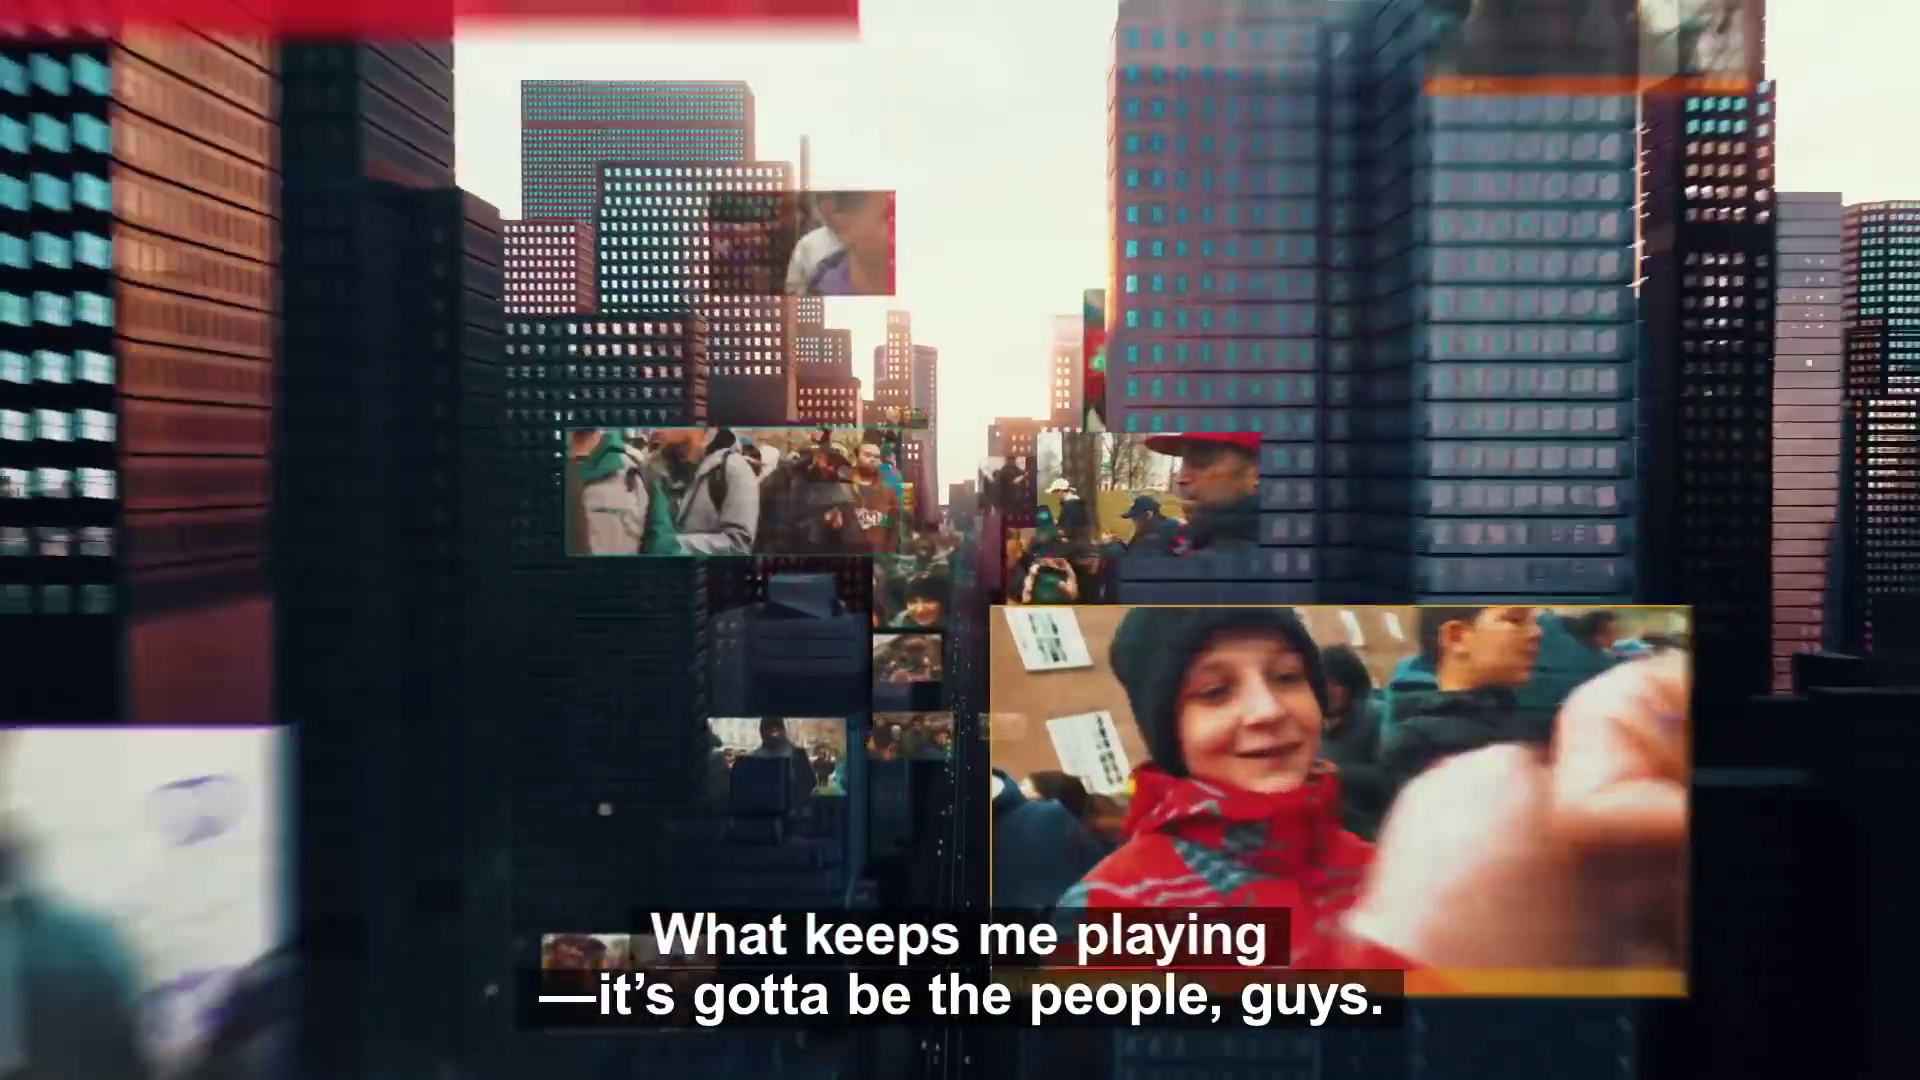 What keeps me playing
—it’s gotta be the people, guys.